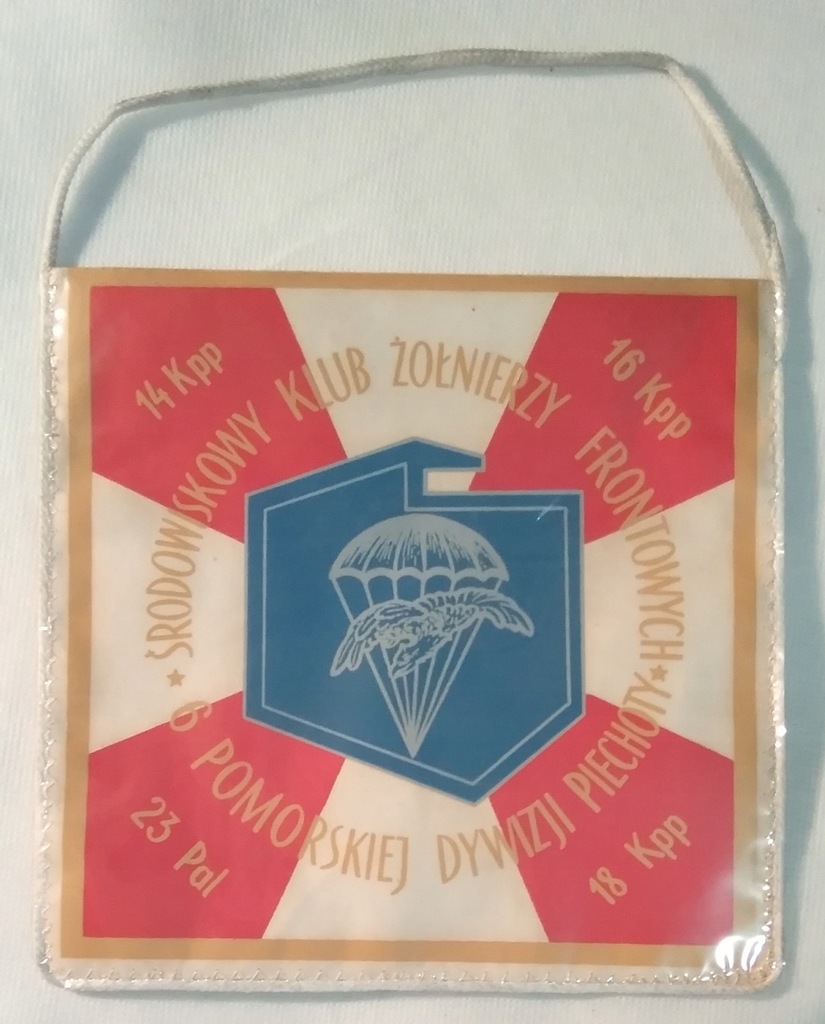 14 Kpp
16 Kpp
ŚRODOWISKOWY KLUB ŻOŁNIERZY FRONTOWYCH
★ 6 POMORSKIEJ DYWIZJI PIECHOTY ★
23 Pal
18 Kpp